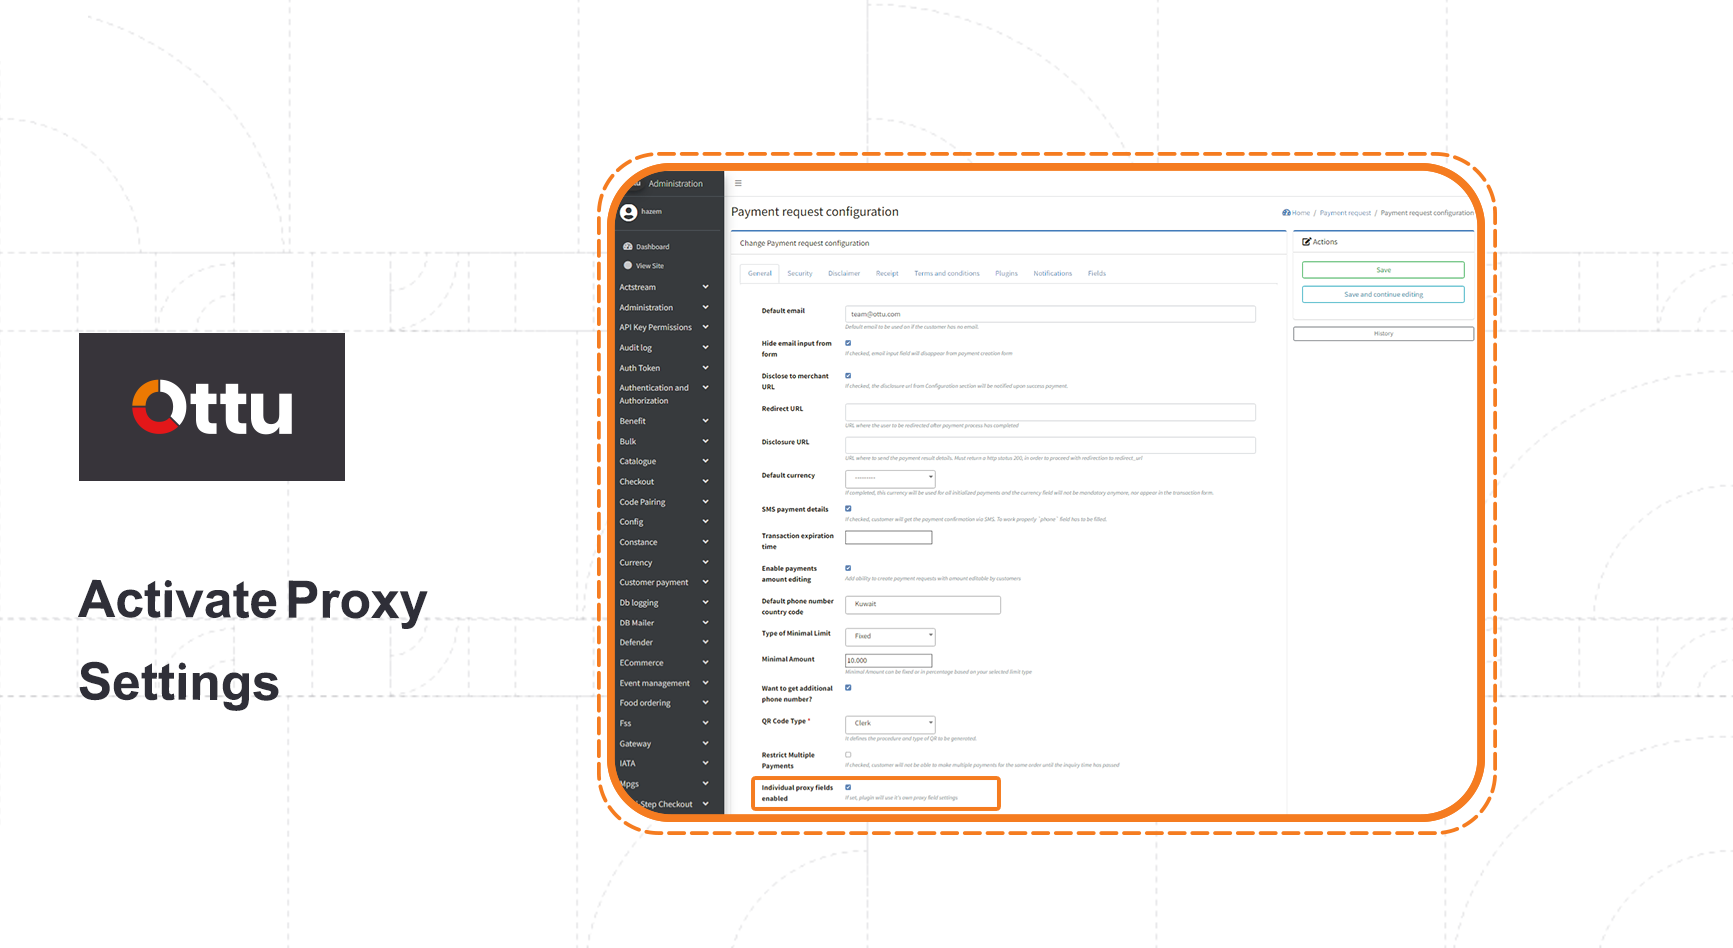 Ottu
Activate Proxy
Settings
Administration
hazem
Dashboard
View Site
Actstream
Administration
API Key Permissions
Audit log
Auth Token
Authentication and
Authorization
Benefit
Bulk
Catalogue
Checkout
Code Pairing
Config
Constance
Currency
Customer payment
Db logging
DB Mailer
Defender
ECommerce
Event management
Food ordering
Fss
Gateway
IATA
Mpgs
-Step Checkout
Payment request configuration
Home / Payment request / Payment request configuration
Change Payment request configuration
General Security Disclaimer Receipt Terms and conditions Plugins Notifications Fields
Default email
team@ottu.com
Default email to be used on if the customer has no email.
Hide email input from
form
If checked, email input field will disappear from payment creation form
Disclose to merchant
URL
If checked, the disclosure url from Configuration section will be notified upon success payment.
Redirect URL
URL where the user to be redirected after payment process has completed
Disclosure URL
URL where to send the payment result details, Must return a http status 200, in order to proceed with redirection to redirect_url
Default currency
---------
If completed, this currency will be used for all initialized payments and the currency field will not be mandatory anymore, nor appear in the transaction form.
SMS payment details
If checked, customer will get the payment confirmation via SMS. To work properly `phone` field has to be filled.
Transaction expiration
time
Enable payments
amount editing
Add ability to create payment requests with amount editable by customers
Default phone number
country code
Kuwait
Type of Minimal Limit
Fixed
Minimal Amount
10.000
Minimal Amount can be fixed or in percentage based on your selected limit type
Want to get additional
phone number?
QR Code Type *
Clerk
It defines the procedure and type of QR to be generated.
Restrict Multiple
Payments
If checked, customer will not be able to make multiple payments for the same order until the inquiry time has passed
Individual proxy fields
enabled
If set, plugin will use it's own proxy field settings
Actions
Save
Save and continue editing
History